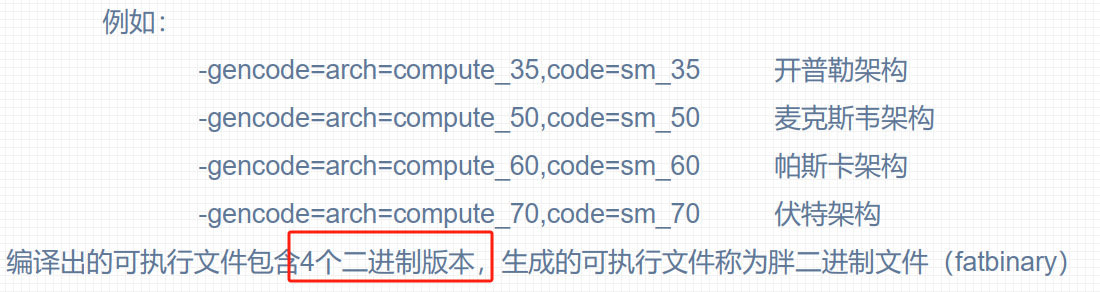 例如：
-gencode=arch=compute_35,code=sm_35 开普勒架构
-gencode=arch=compute_50,code=sm_50 麦克斯韦架构
-gencode=arch=compute_60,code=sm_60 帕斯卡架构
-gencode=arch=compute_70,code=sm_70 伏特架构
编译出的可执行文件包含4个二进制版本，生成的可执行文件称为胖二进制文件（fatbinary）